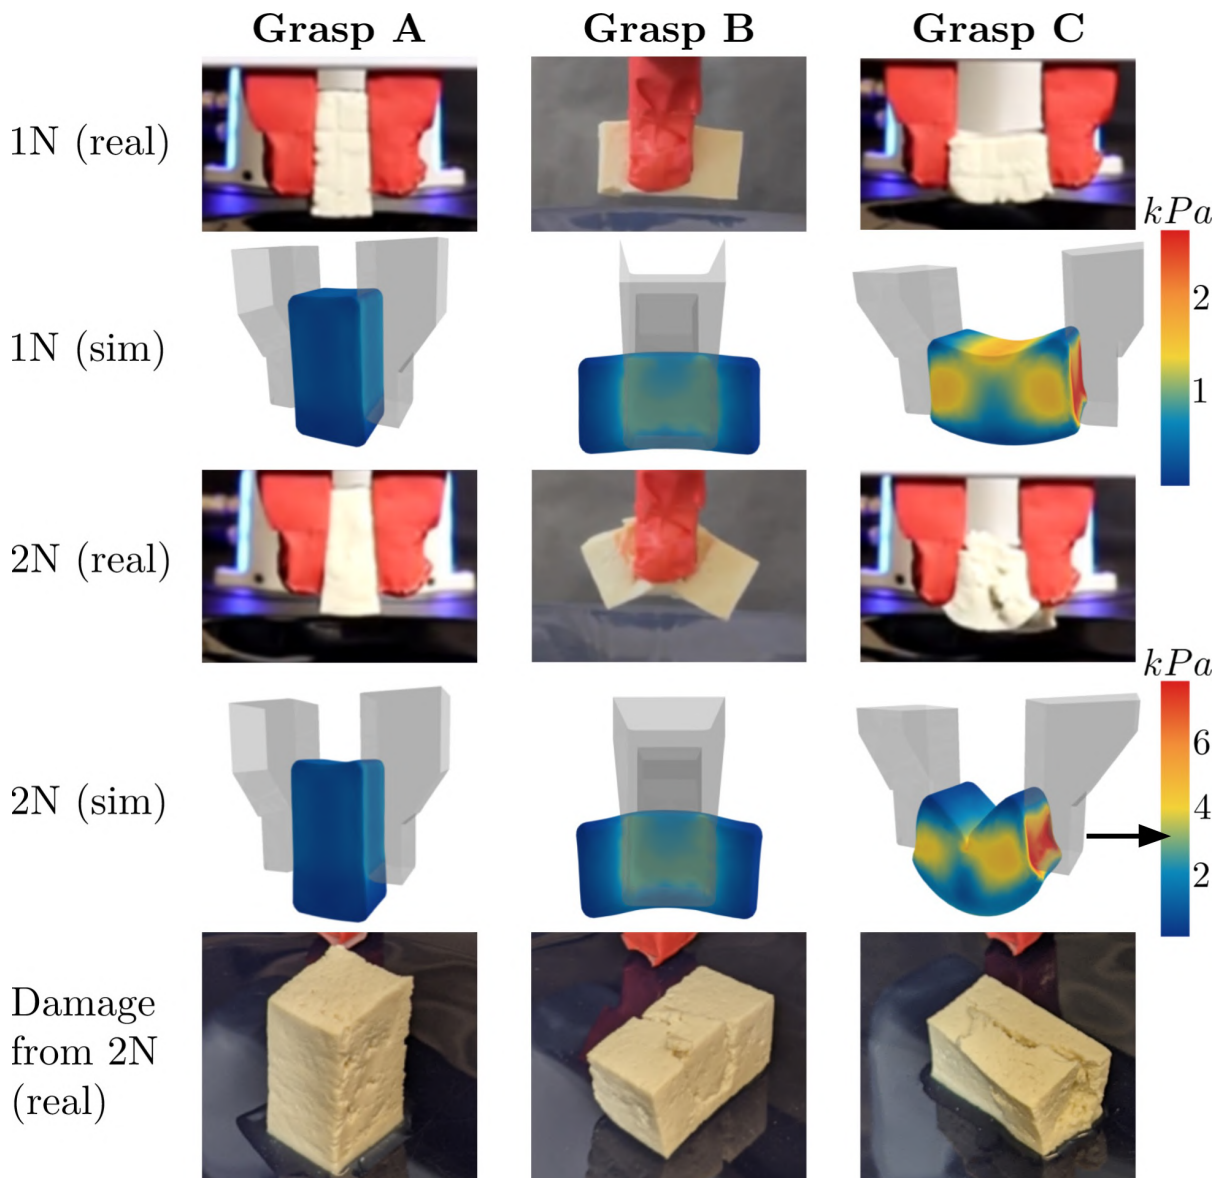 Grasp A Grasp B Grasp C
1N (real)
kPa
1N (sim)
2
1
2N (real)
kPa
2N (sim)
6
4
2
Damage
from 2N
(real)